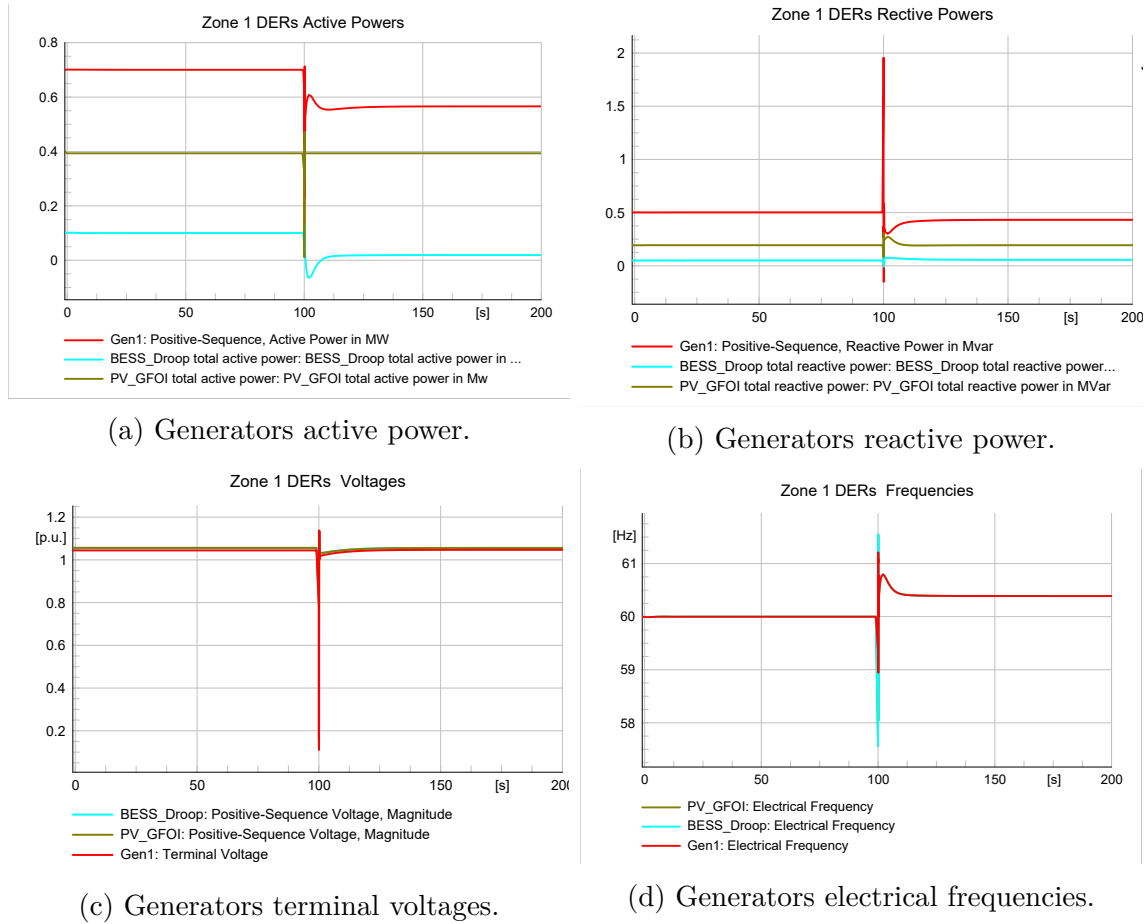 Zone 1 DERs Active Powers
0.8
0.6
0.4
0.2
0
0
50
100
150
[s]
200
Gen1: Positive-Sequence, Active Power in MW
BESS_Droop total active power: BESS_Droop total active power in ...
PV_GFOI total active power: PV_GFOI total active power in Mw
(a) Generators active power.
Zone 1 DERs Rective Powers
2
1.5
1
0.5
0
0
50
100
150
[s]
200
Gen1: Positive-Sequence, Reactive Power in Mvar
BESS_Droop total reactive power: BESS_Droop total reactive power...
PV_GFOI total reactive power: PV_GFOI total reactive power in MVar
(b) Generators reactive power.
Zone 1 DERs Voltages
1.2
[p.u.]
1
0.8
0.6
0.4
0.2
0
50
100
150
[s]
200
BESS_Droop: Positive-Sequence Voltage, Magnitude
PV_GFOI: Positive-Sequence Voltage, Magnitude
Gen1: Terminal Voltage
(c) Generators terminal voltages.
Zone 1 DERs Frequencies
[Hz]
61
60
59
58
0
50
100
150
[s]
200
PV_GFOI: Electrical Frequency
BESS_Droop: Electrical Frequency
Gen1: Electrical Frequency
(d) Generators electrical frequencies.